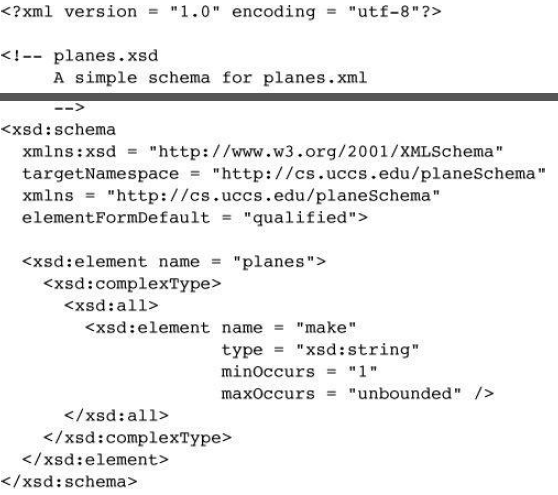 <?xml version = "1.0" encoding = "utf-8"?>
<!-- planes.xsd
     A simple schema for planes.xml
     -->
<xsd:schema
  xmlns:xsd = "http://www.w3.org/2001/XMLSchema"
  targetNamespace = "http://cs.uccs.edu/planeSchema"
  xmlns = "http://cs.uccs.edu/planeSchema"
  elementFormDefault = "qualified">
  <xsd:element name = "planes">
    <xsd:complexType>
      <xsd:all>
        <xsd:element name = "make"
                     type = "xsd:string"
                     minOccurs = "1"
                     maxOccurs = "unbounded" />
      </xsd:all>
    </xsd:complexType>
  </xsd:element>
</xsd:schema>